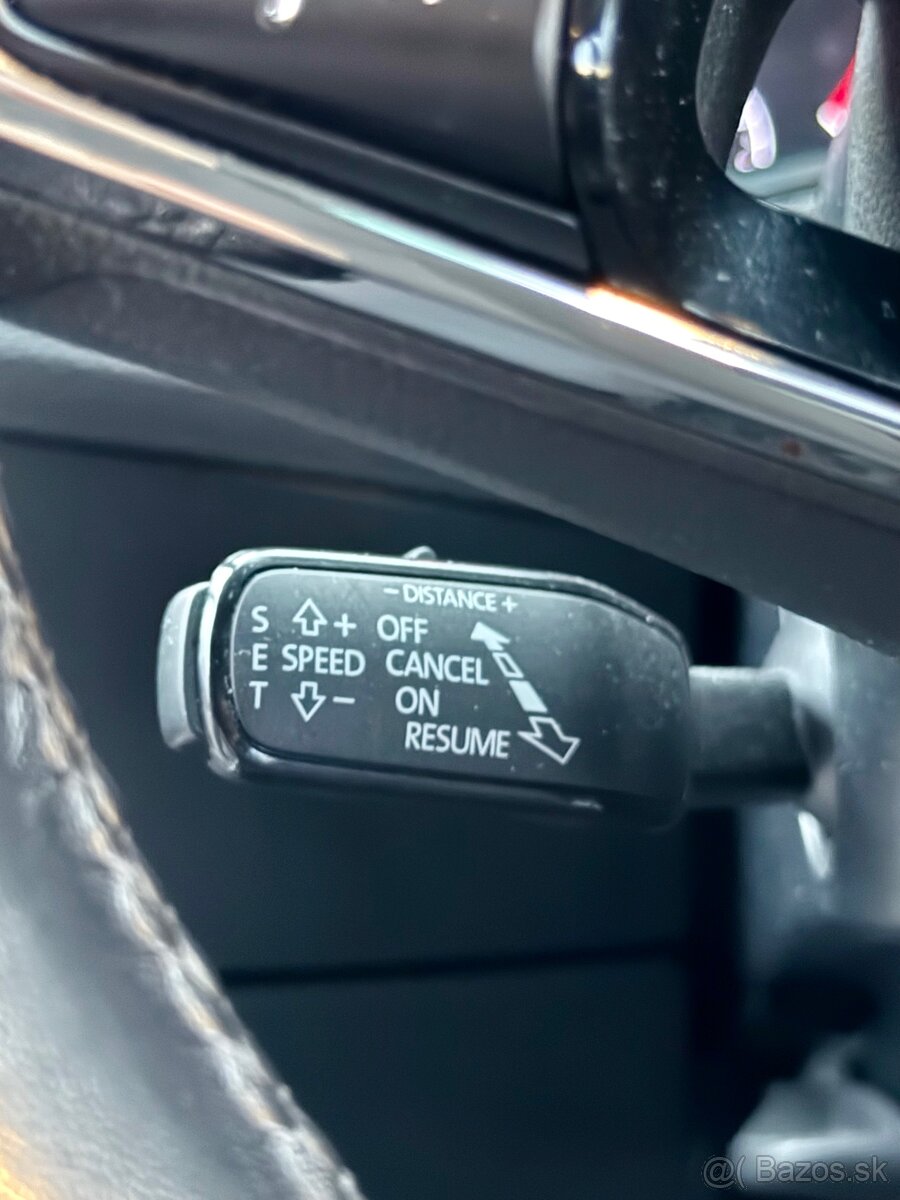 - DISTANCE +
S + OFF
E SPEED CANCEL
T - ON
RESUME
@( Bazos.sk